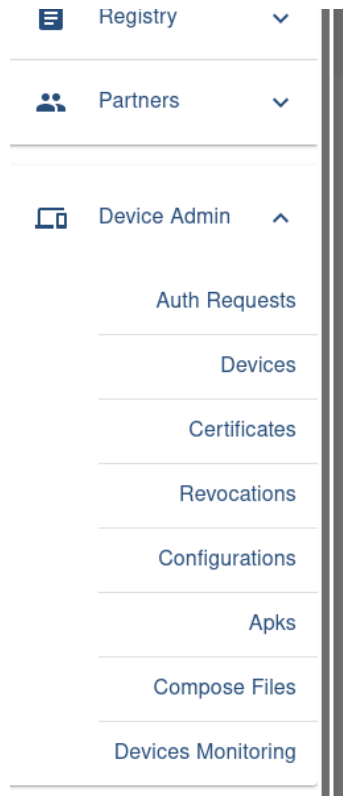 Registry
Partners
Device Admin
Auth Requests
Devices
Certificates
Revocations
Configurations
Apks
Compose Files
Devices Monitoring